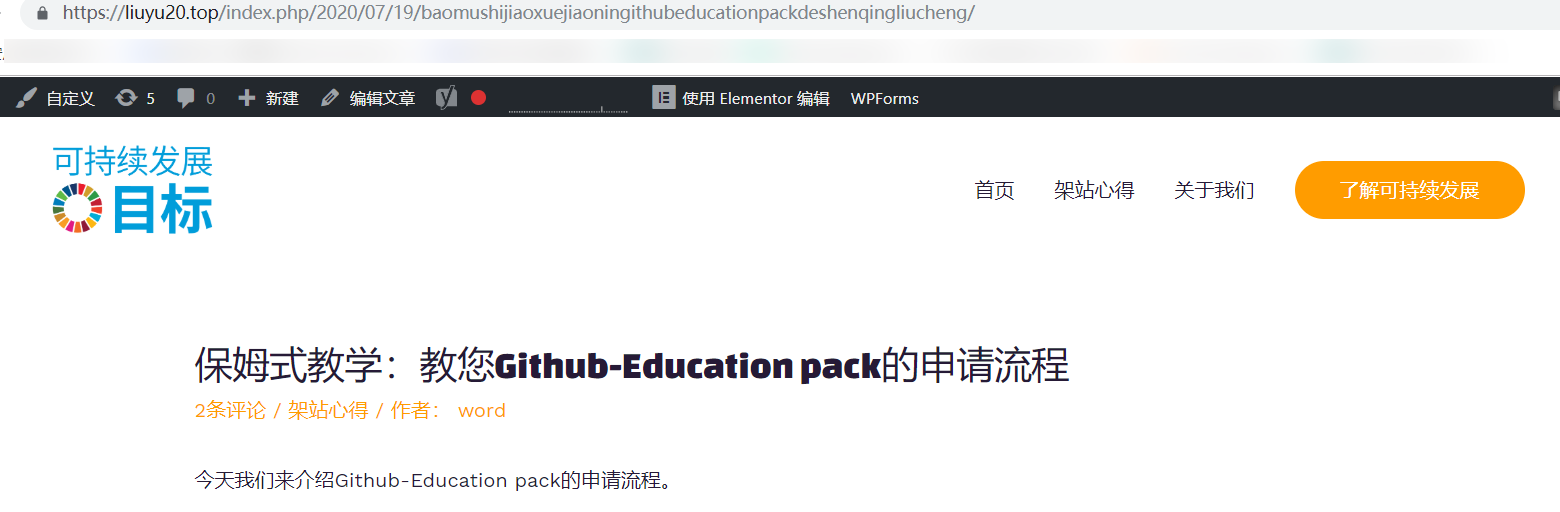 https://liuyu20.top/index.php/2020/07/19/baomushijiaoxuejiaoningithubeducationpackdeshenqingliucheng/
自定义 5 0 新建 编辑文章 使用 Elementor 编辑 WPForms
可持续发展
目标
首页 架站心得 关于我们 了解可持续发展
保姆式教学：教您Github-Education pack的申请流程
2条评论 / 架站心得 / 作者： word
今天我们来介绍Github-Education pack的申请流程。